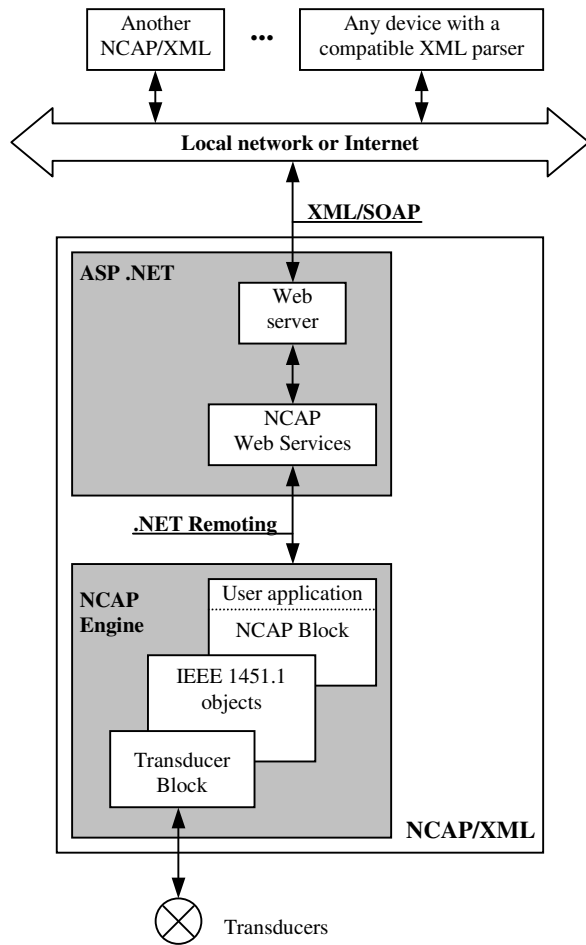 Another
NCAP/XML
...
Any device with a
compatible XML parser
Local network or Internet
XML/SOAP
ASP .NET
Web
server
NCAP
Web Services
.NET Remoting
NCAP
Engine
User application
NCAP Block
IEEE 1451.1
objects
Transducer
Block
NCAP/XML
Transducers